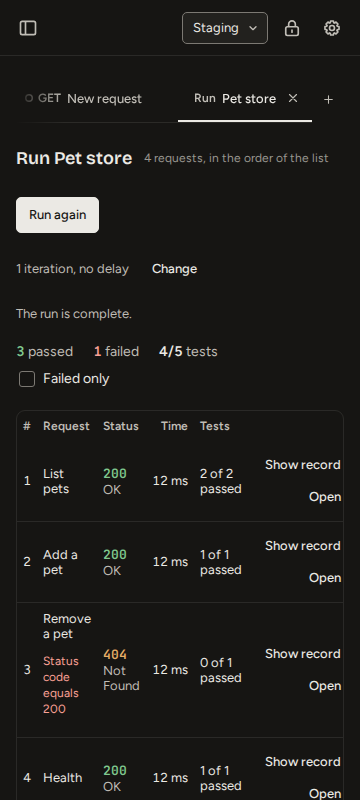 Staging
GET New request
Run Pet store
Run Pet store 4 requests, in the order of the list
Run again
1 iteration, no delay Change
The run is complete.
3 passed 1 failed 4/5 tests
Failed only
# Request Status Time Tests
1 List pets 200 OK 12 ms 2 of 2 passed Show record Open
2 Add a pet 200 OK 12 ms 1 of 1 passed Show record Open
3 Remove a pet Status code equals 200 404 Not Found 12 ms 0 of 1 passed Show record Open
4 Health 200 OK 12 ms 1 of 1 passed Show record Open